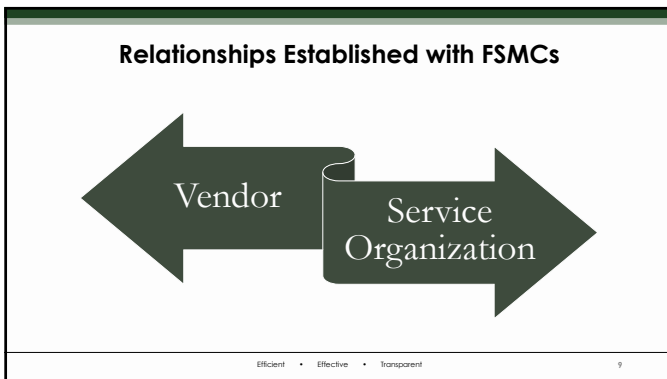 Relationships Established with FSMCs
Vendor
Service
Organization
Efficient • Effective • Transparent
9